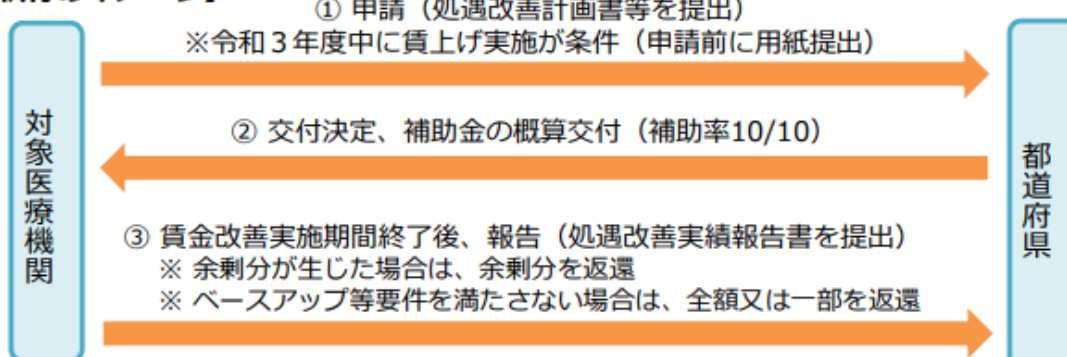 ① 申請（処遇改善計画書等を提出）
※令和３年度中に賃上げ実施が条件（申請前に用紙提出）
対象医療機関
② 交付決定、補助金の概算交付（補助率10/10）
都道府県
③ 賃金改善実施期間終了後、報告（処遇改善実績報告書を提出）
※ 余剰分が生じた場合は、余剰分を返還
※ ベースアップ等要件を満たさない場合は、全額又は一部を返還